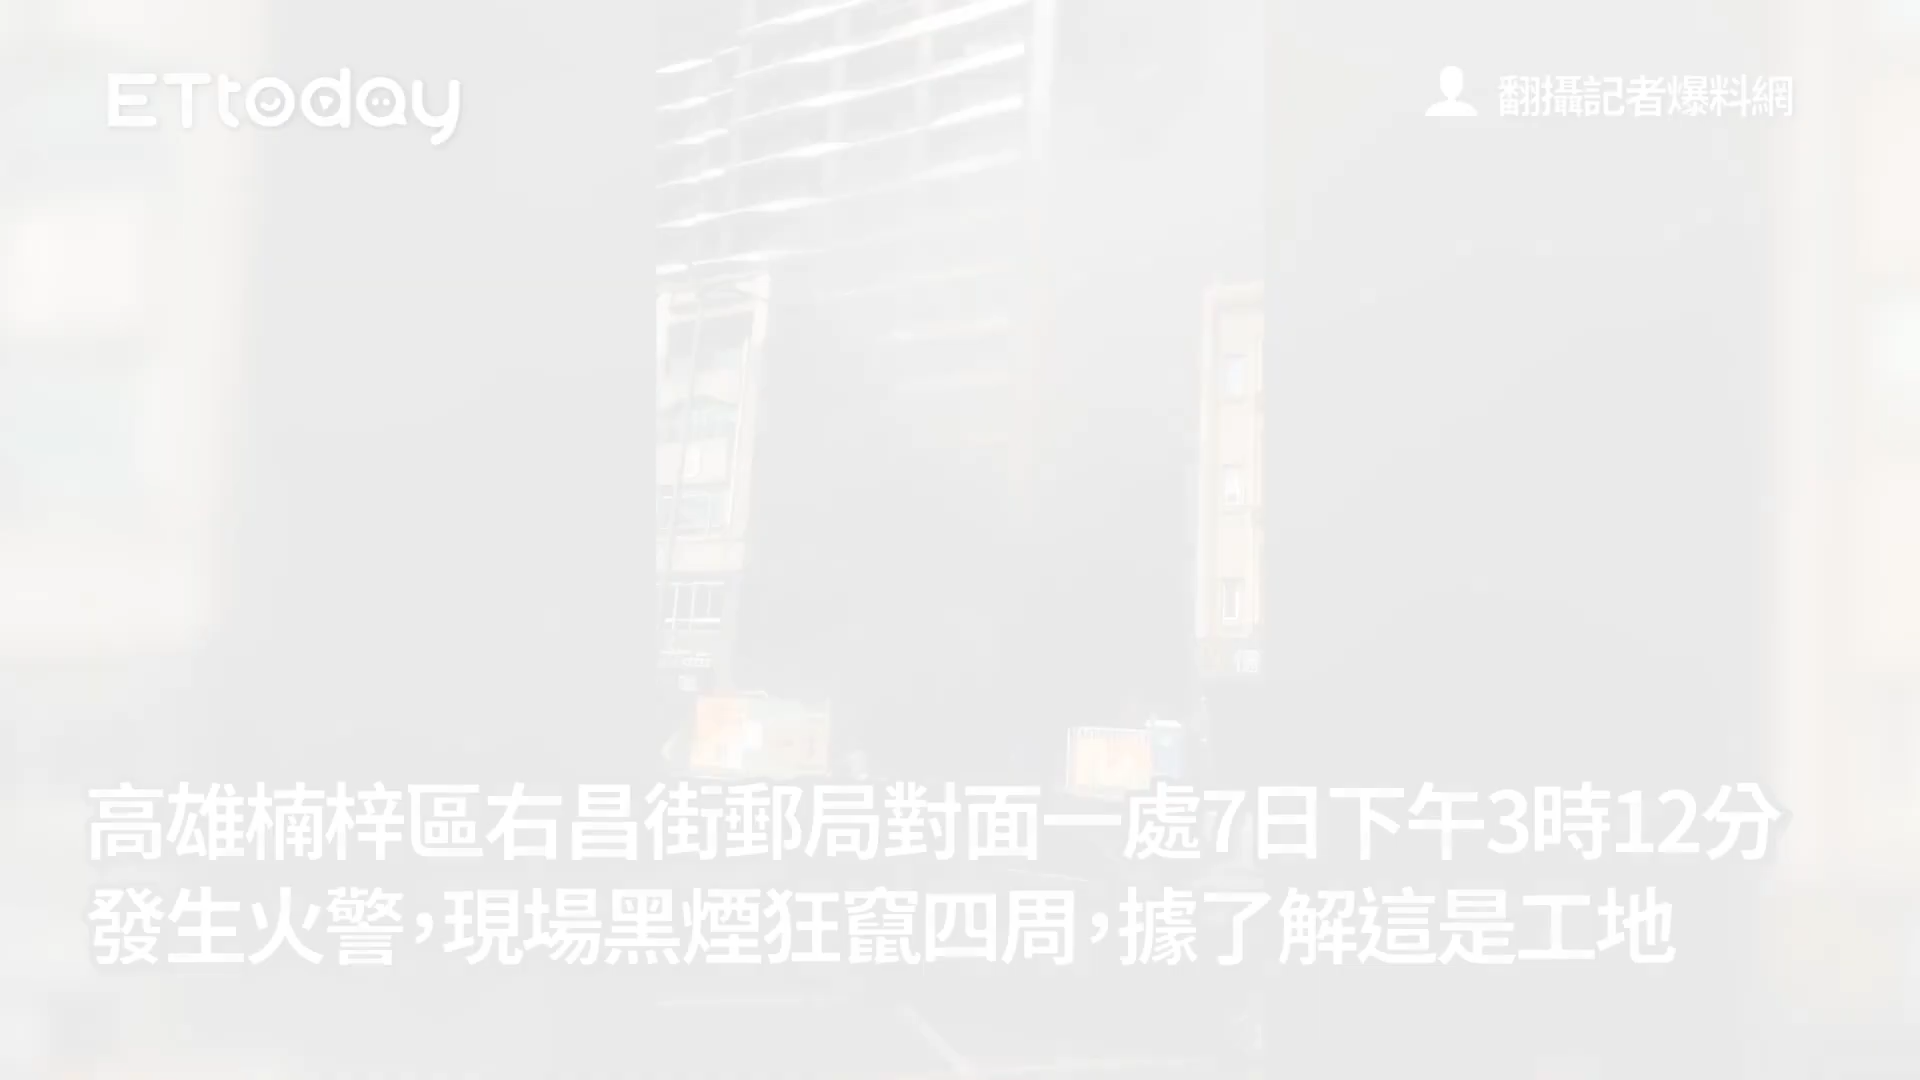 ETtoday
翻攝記者爆料網
高雄楠梓區右昌街郵局對面一處7日下午3時12分
發生火警，現場黑煙狂竄四周，據了解這是工地